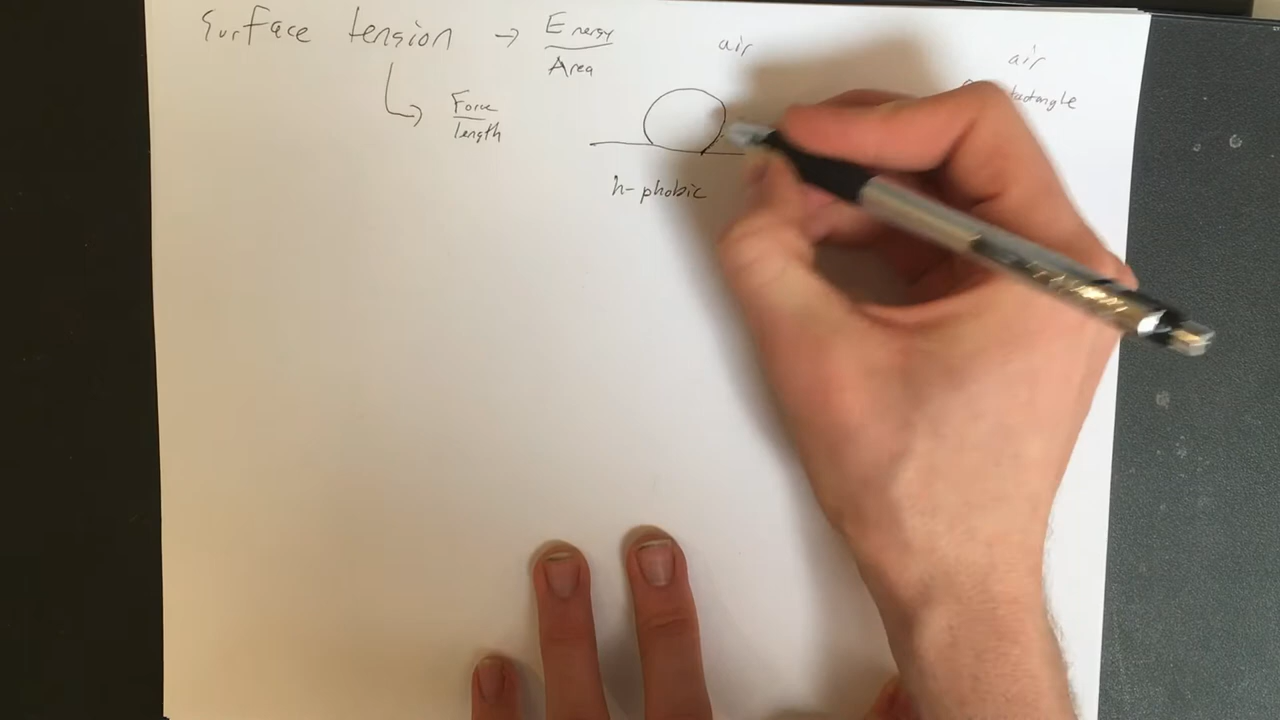 Surface tension → Energy
Area
Force
length
air
h-phobic
air